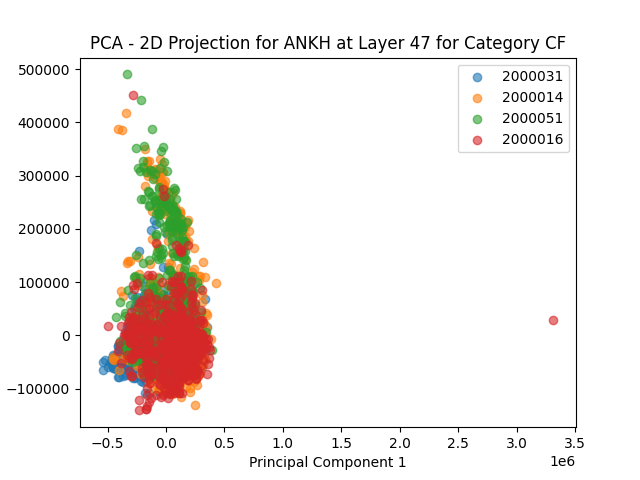 PCA - 2D Projection for ANKH at Layer 47 for Category CF
500000
400000
300000
200000
100000
0
−100000
2000031
2000014
2000051
2000016
−0.5 0.0 0.5 1.0 1.5 2.0 2.5 3.0 3.5
1e6
Principal Component 1